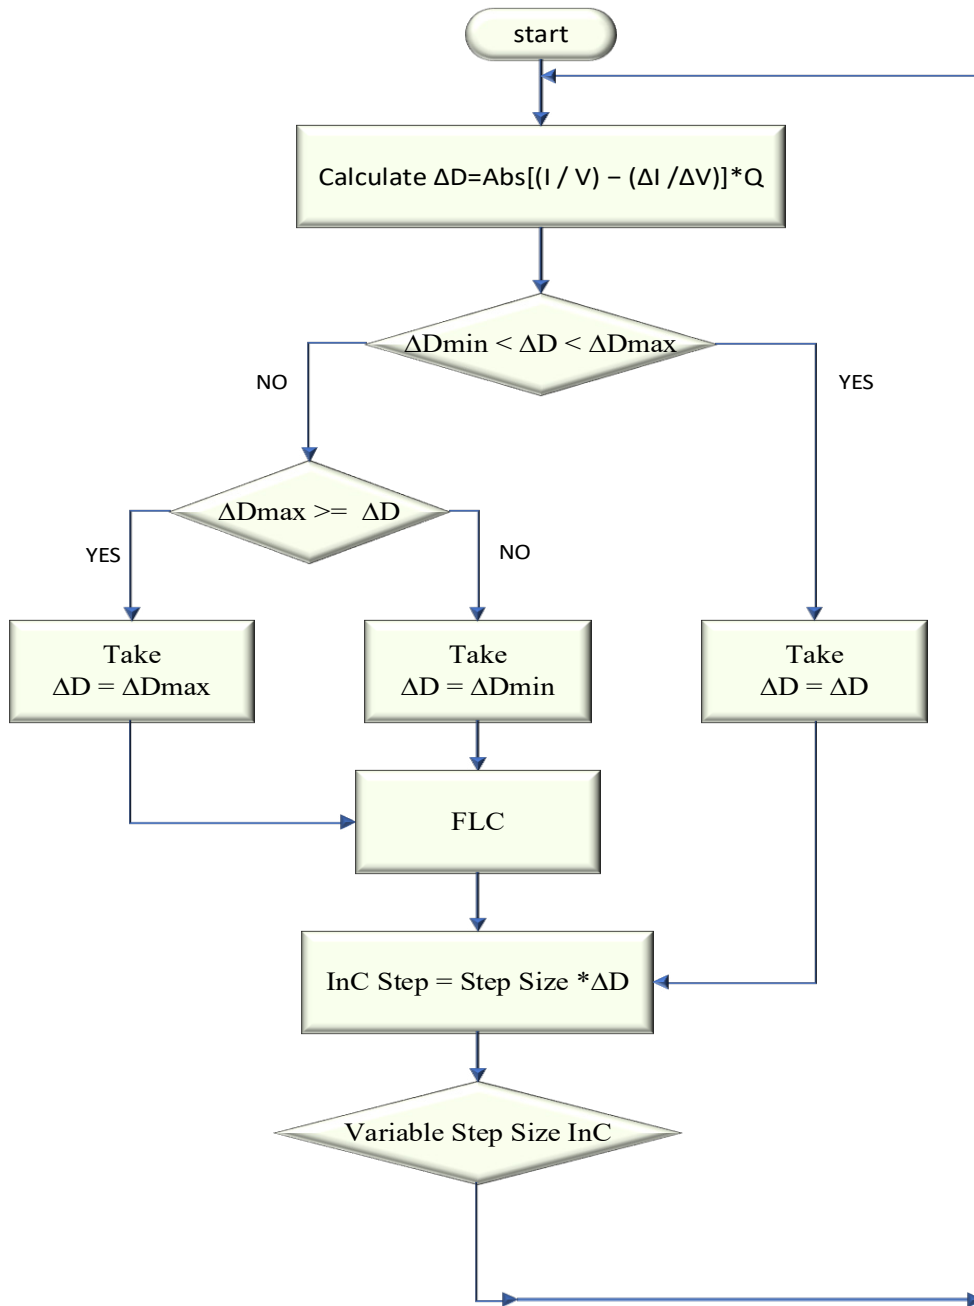 start
Calculate ΔD=Abs[(I / V) – (ΔI /ΔV)]*Q
ΔDmin < ΔD < ΔDmax
NO
YES
ΔDmax >= ΔD
YES
NO
Take
ΔD = ΔDmax
Take
ΔD = ΔDmin
Take
ΔD = ΔD
FLC
InC Step = Step Size *ΔD
Variable Step Size InC